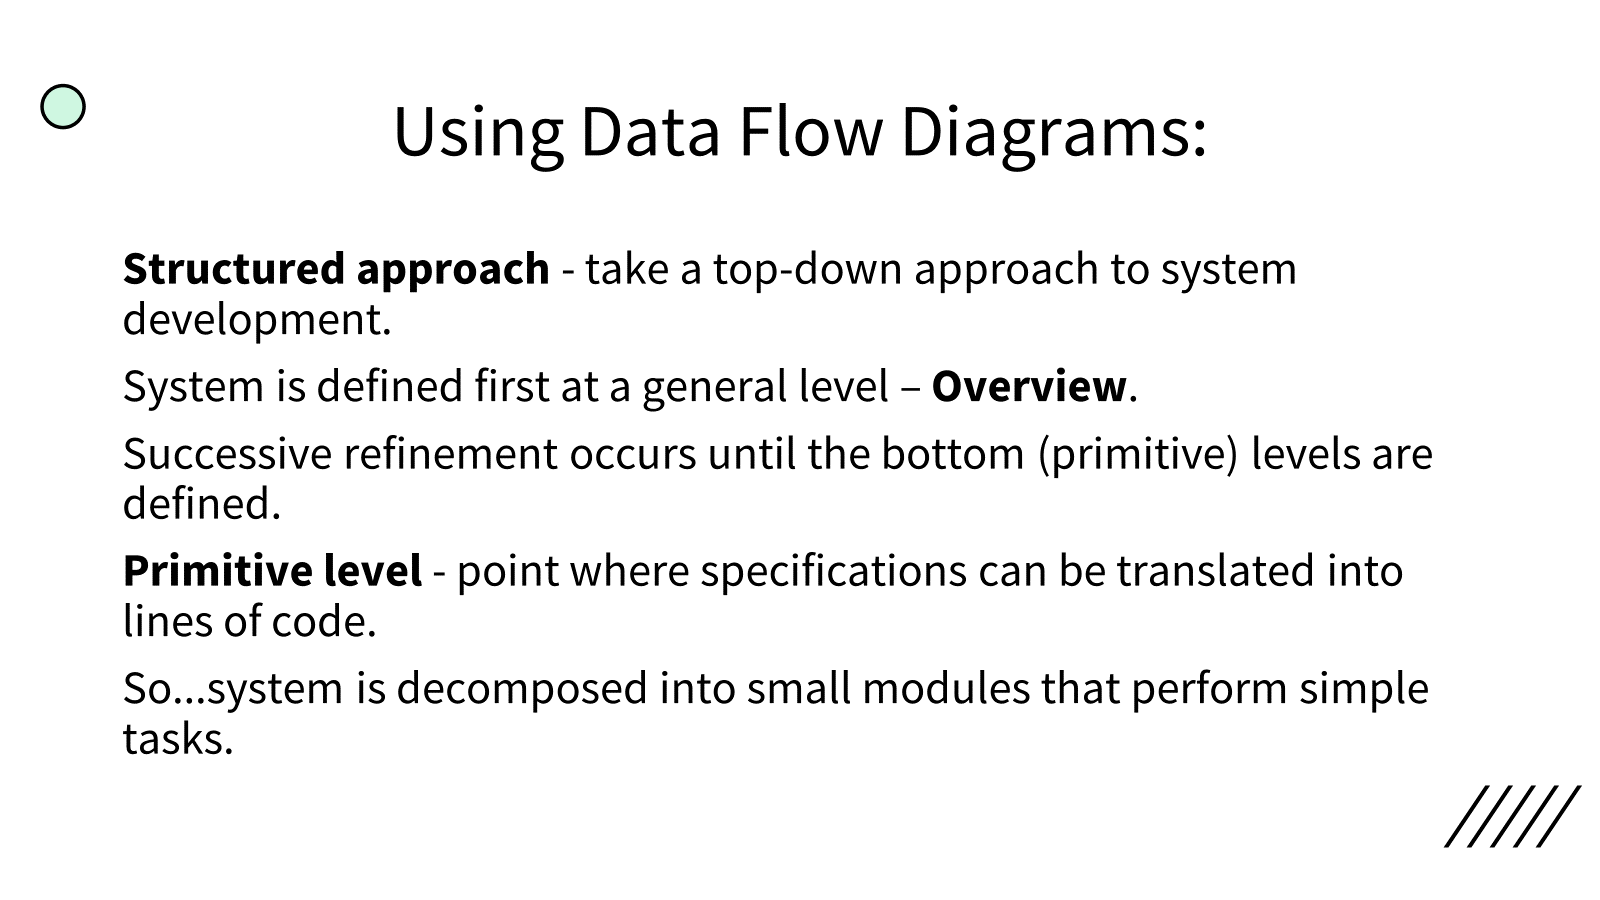 Using Data Flow Diagrams:
Structured approach - take a top-down approach to system
development.
System is defined first at a general level – Overview.
Successive refinement occurs until the bottom (primitive) levels are
defined.
Primitive level - point where specifications can be translated into
lines of code.
So...system is decomposed into small modules that perform simple
tasks.